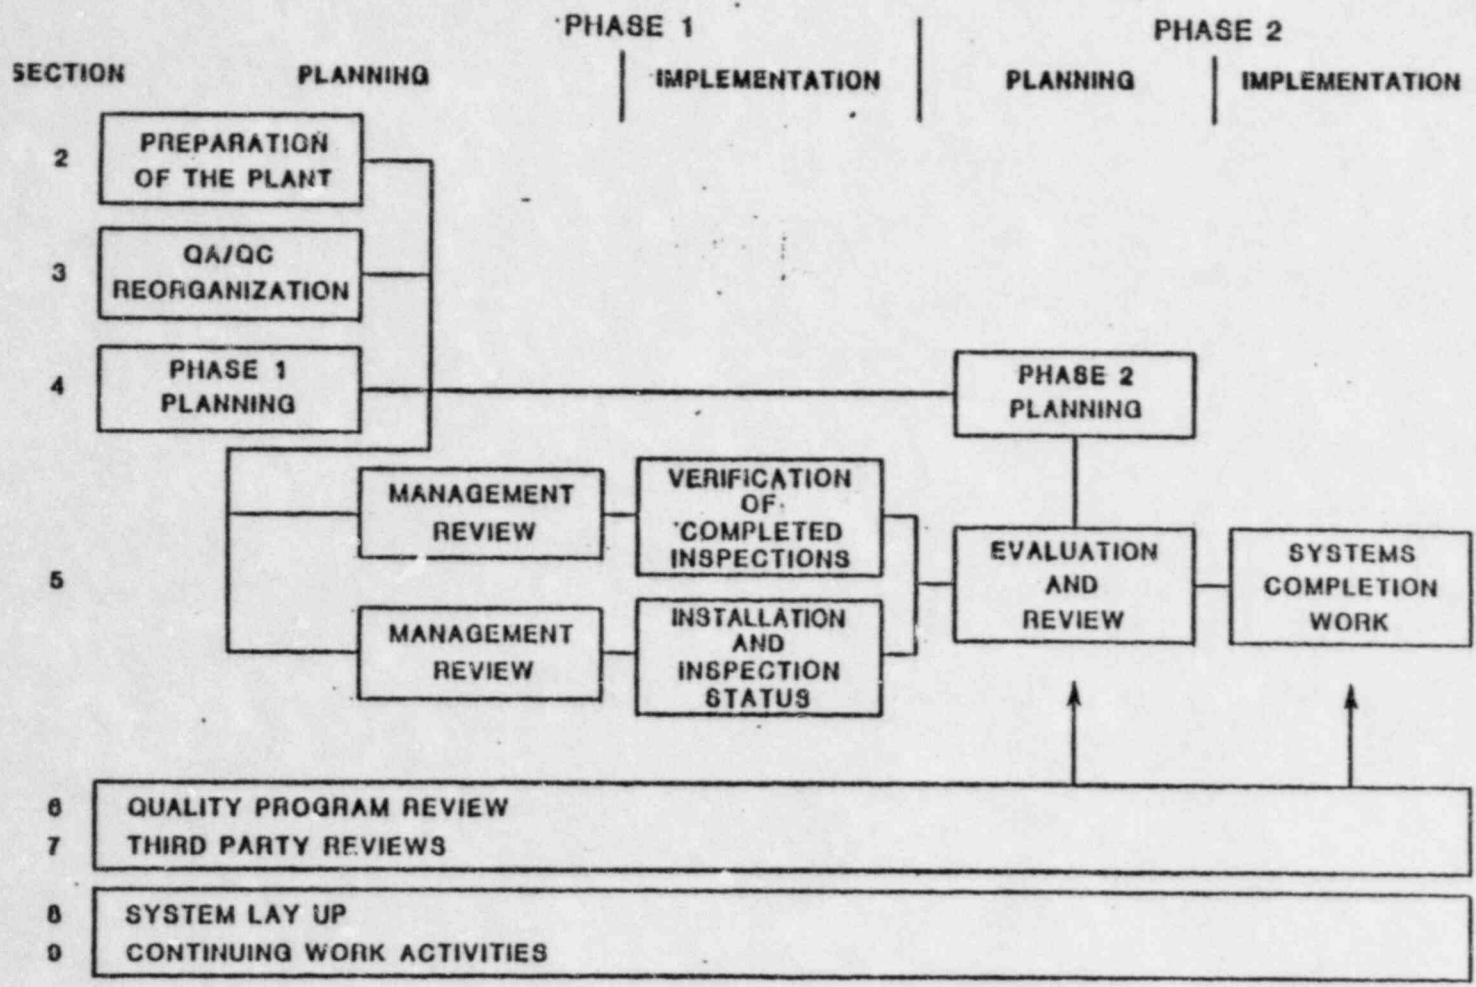 PHASE 1 PHASE 2
SECTION PLANNING IMPLEMENTATION PLANNING IMPLEMENTATION
2
PREPARATION
OF THE PLANT
3
QA/QC
REORGANIZATION
4
PHASE 1
PLANNING
PHASE 2
PLANNING
5
MANAGEMENT
REVIEW
VERIFICATION
OF
COMPLETED
INSPECTIONS
MANAGEMENT
REVIEW
INSTALLATION
AND
INSPECTION
STATUS
EVALUATION
AND
REVIEW
SYSTEMS
COMPLETION
WORK
6 QUALITY PROGRAM REVIEW
7 THIRD PARTY REVIEWS
8 SYSTEM LAY UP
9 CONTINUING WORK ACTIVITIES